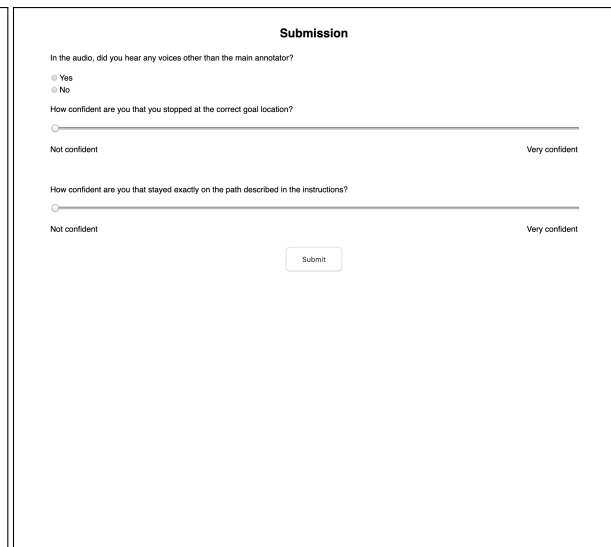 Submission
In the audio, did you hear any voices other than the main annotator?
Yes
No
How confident are you that you stopped at the correct goal location?
Not confident Very confident
How confident are you that stayed exactly on the path described in the instructions?
Not confident Very confident
Submit